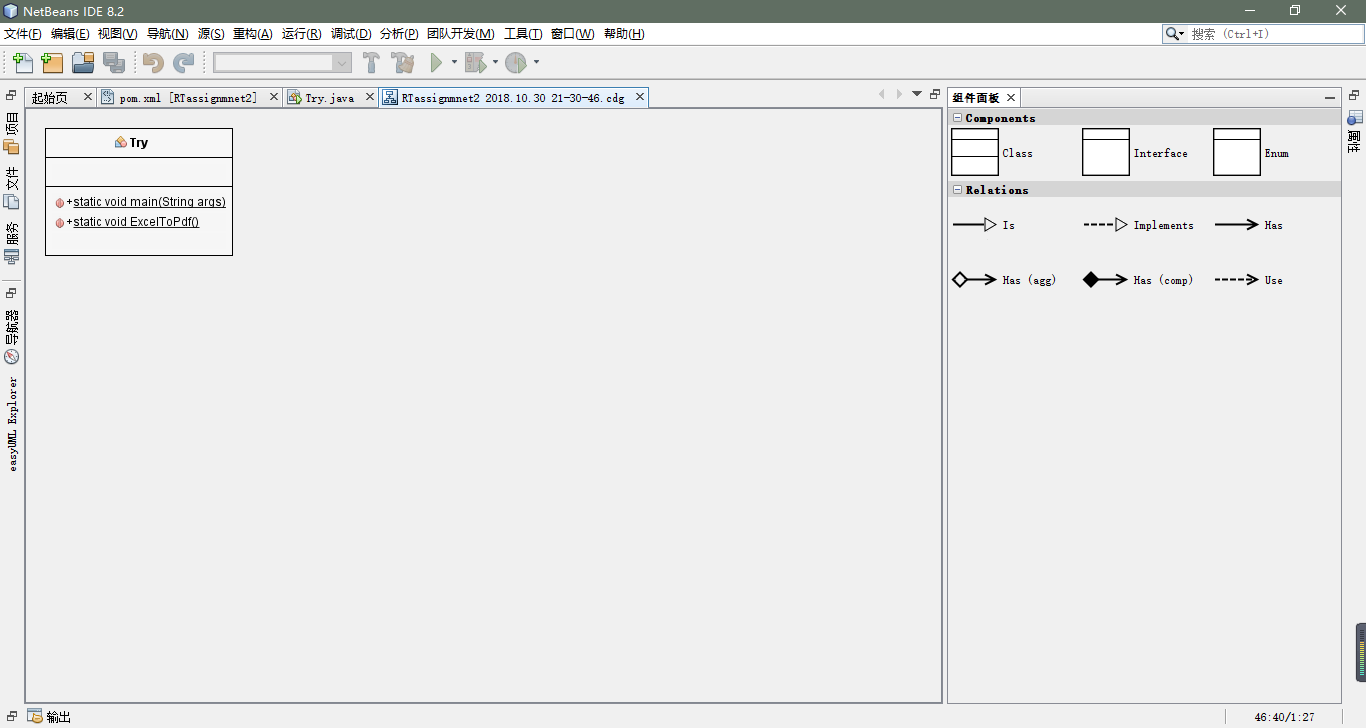 NetBeans IDE 8.2
文件(F) 编辑(E) 视图(V) 导航(N) 源(S) 重构(A) 运行(R) 调试(D) 分析(P) 团队开发(M) 工具(T) 窗口(W) 帮助(H)
搜索 (Ctrl+I)
起始页
pom.xml [RTassignmnet2]
Try.java
RTassignmnet2 2018.10.30 21-30-46.cdg
组件面板
项目
文件
服务
导航器
easyUML Explorer
Try
+static void main(String args)
+static void ExcelToPdf()
Components
Class
Interface
Enum
Relations
Is
Implements
Has
Has (agg)
Has (comp)
Use
属性
输出
46:40/1:27